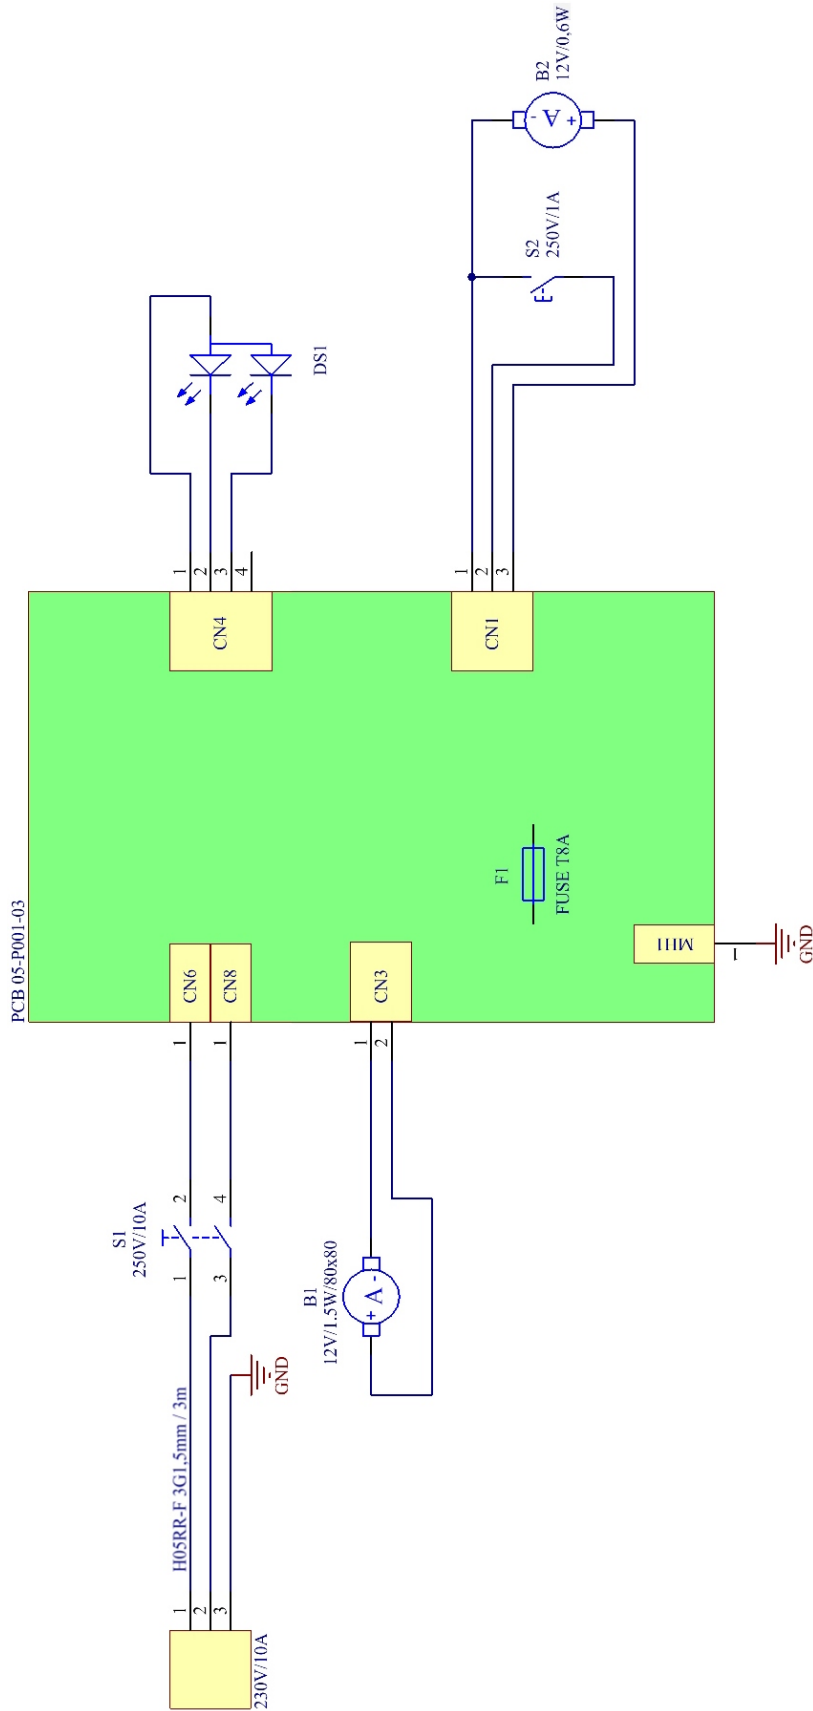 PCB 05-P001-03
S1
250V/10A
H05RR-F 3G1,5mm / 3m
1
2
3
230V/10A
GND
1
2
3
4
1
CN6
1
CN8
B1
12V/1.5W/80x80
+ A -
1
2
CN3
CN4
1
2
3
4
DS1
CN1
1
2
3
S2
250V/1A
B2
12V/0,6W
- A +
F1
FUSE T8A
MH1
1
GND